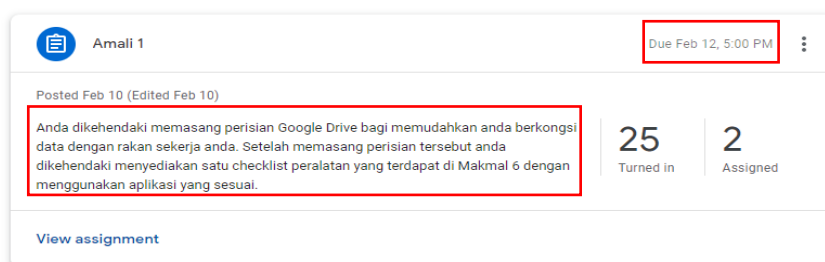 Amali 1
Due Feb 12, 5:00 PM
Posted Feb 10 (Edited Feb 10)
Anda dikehendaki memasang perisian Google Drive bagi memudahkan anda berkongsi
data dengan rakan sekerja anda. Setelah memasang perisian tersebut anda
dikehendaki menyediakan satu checklist peralatan yang terdapat di Makmal 6 dengan
menggunakan aplikasi yang sesuai.
25
Turned in
2
Assigned
View assignment